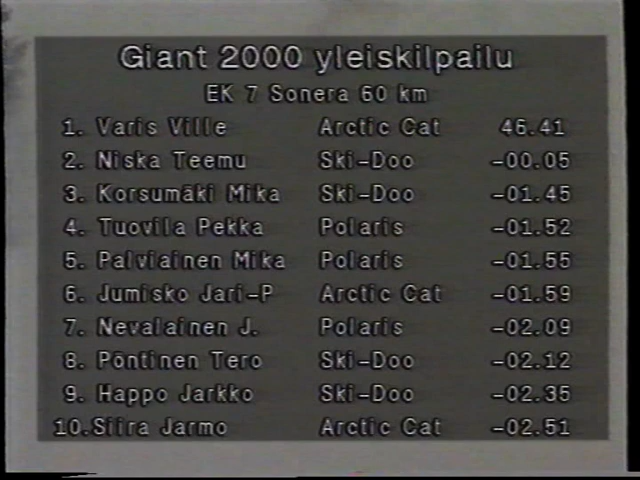 Giant 2000 yleiskilpailu
EK 7 Sonera 60 km
1. Varis Ville Arctic Cat 46.41
2. Niska Teemu Ski-Doo -00.05
3. Korsumäki Mika Ski-Doo -01.45
4. Tuovila Pekka Polaris -01.52
5. Palviainen Mika Polaris -01.55
6. Jumisko Jari-P Arctic Cat -01.59
7. Nevalainen J. Polaris -02.09
8. Pöntinen Tero Ski-Doo -02.12
9. Happo Jarkko Ski-Doo -02.35
10.Siira Jarmo Arctic Cat -02.51